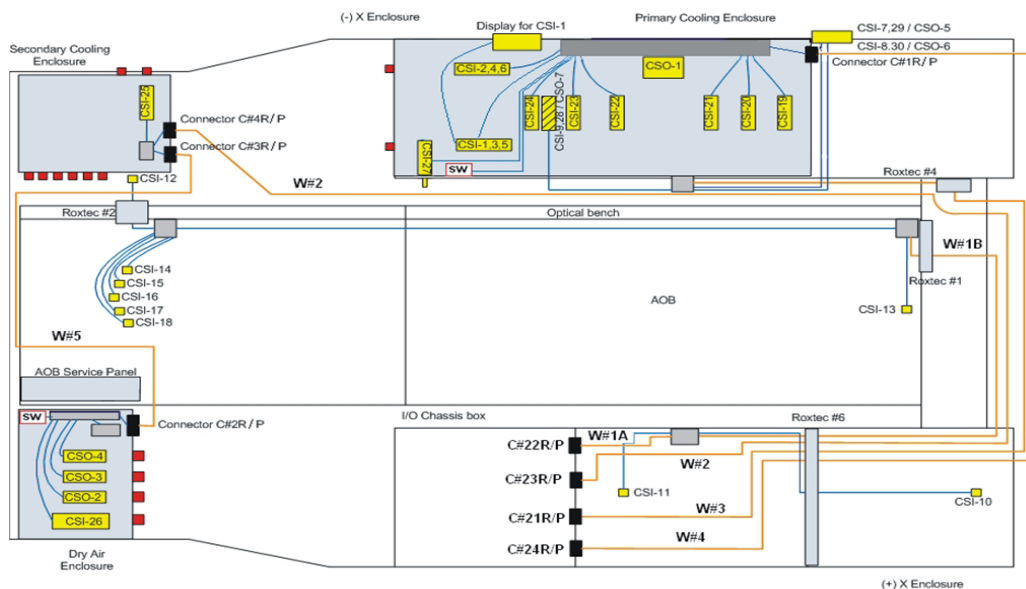 (-) X Enclosure
Primary Cooling Enclosure
Display for CSI-1
CSI-7,29 / CSO-5
CSI-8.30 / CSO-6
Connector C#1R/ P
Secondary Cooling
Enclosure
CSI-2,4,6
CSO-1
CSI-25
CSI-24
CSI-9,28 / CSO-7
CSI-23
CSI-22
CSI-21
CSI-20
CSI-19
Connector C#4R/ P
Connector C#3R/ P
CSI-1,3,5
CSI-27
SW
CSI-12
W#2
Roxtec #4
Roxtec #2
Optical bench
W#1B
CSI-14
CSI-15
CSI-16
CSI-17
CSI-18
Roxtec #1
AOB
CSI-13
W#5
AOB Service Panel
SW
Connector C#2R/ P
I/O Chassis box
Roxtec #6
C#22R/P
W#1A
W#2
CSO-4
CSO-3
CSO-2
CSI-26
C#23R/P
CSI-11
CSI-10
C#21R/P
W#3
C#24R/P
W#4
Dry Air
Enclosure
(+) X Enclosure